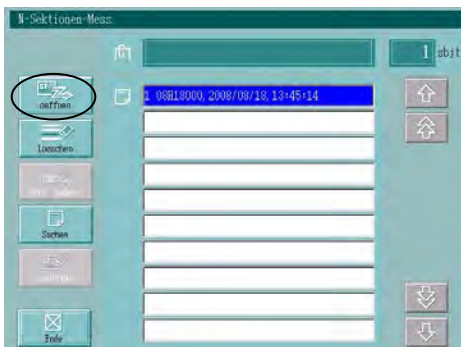 N-Sektionen-Mess.
1 sbjt
oeffnen
1 08H18000,2008/08/18,13:45:14
Loeschen
Suchen
Ende